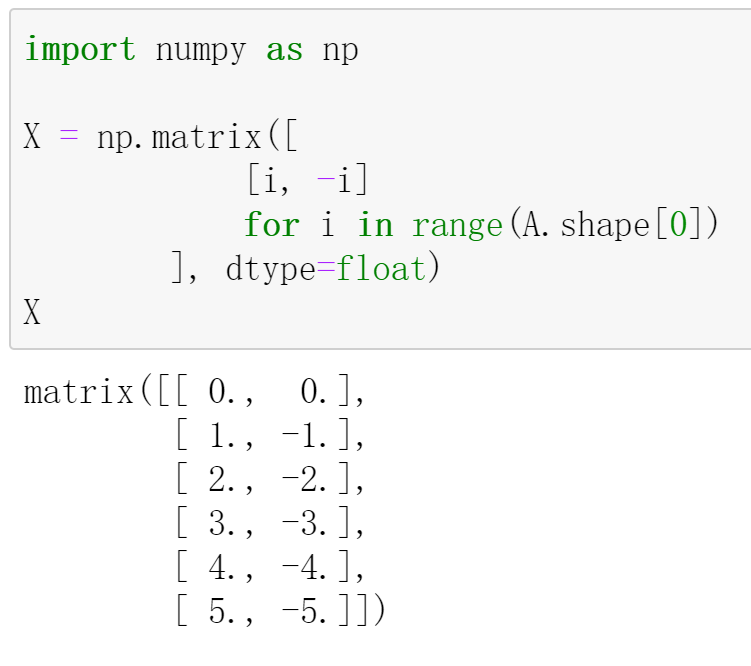 import numpy as np
X = np.matrix([
[i, -i]
for i in range(A.shape[0])
], dtype=float)
X
matrix([[ 0.,  0.],
[ 1., -1.],
[ 2., -2.],
[ 3., -3.],
[ 4., -4.],
[ 5., -5.]])